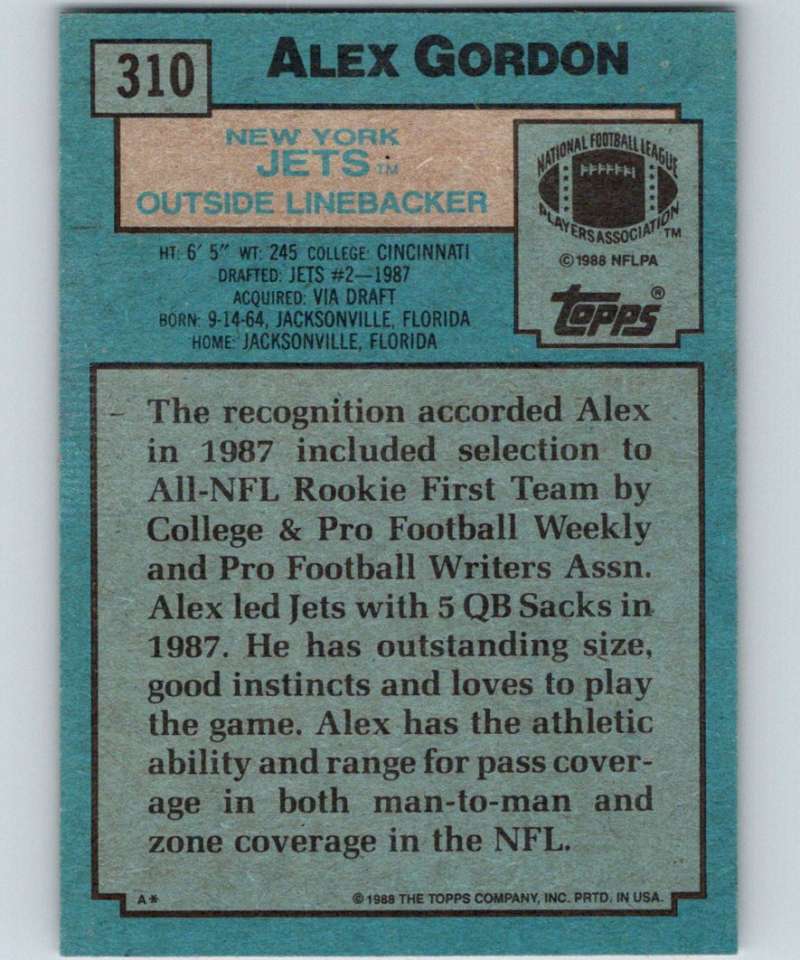 310
ALEX GORDON
NEW YORK
JETS™
OUTSIDE LINEBACKER
NATIONAL FOOTBALL LEAGUE
PLAYERS ASSOCIATION™
©1988 NFLPA
TOPPS®
HT: 6' 5" WT: 245 COLLEGE: CINCINNATI
DRAFTED: JETS #2—1987
ACQUIRED: VIA DRAFT
BORN: 9-14-64, JACKSONVILLE, FLORIDA
HOME: JACKSONVILLE, FLORIDA
The recognition accorded Alex
in 1987 included selection to
All-NFL Rookie First Team by
College & Pro Football Weekly
and Pro Football Writers Assn.
Alex led Jets with 5 QB Sacks in
1987. He has outstanding size,
good instincts and loves to play
the game. Alex has the athletic
ability and range for pass cover-
age in both man-to-man and
zone coverage in the NFL.
A*
©1988 THE TOPPS COMPANY, INC. PRTD. IN USA.